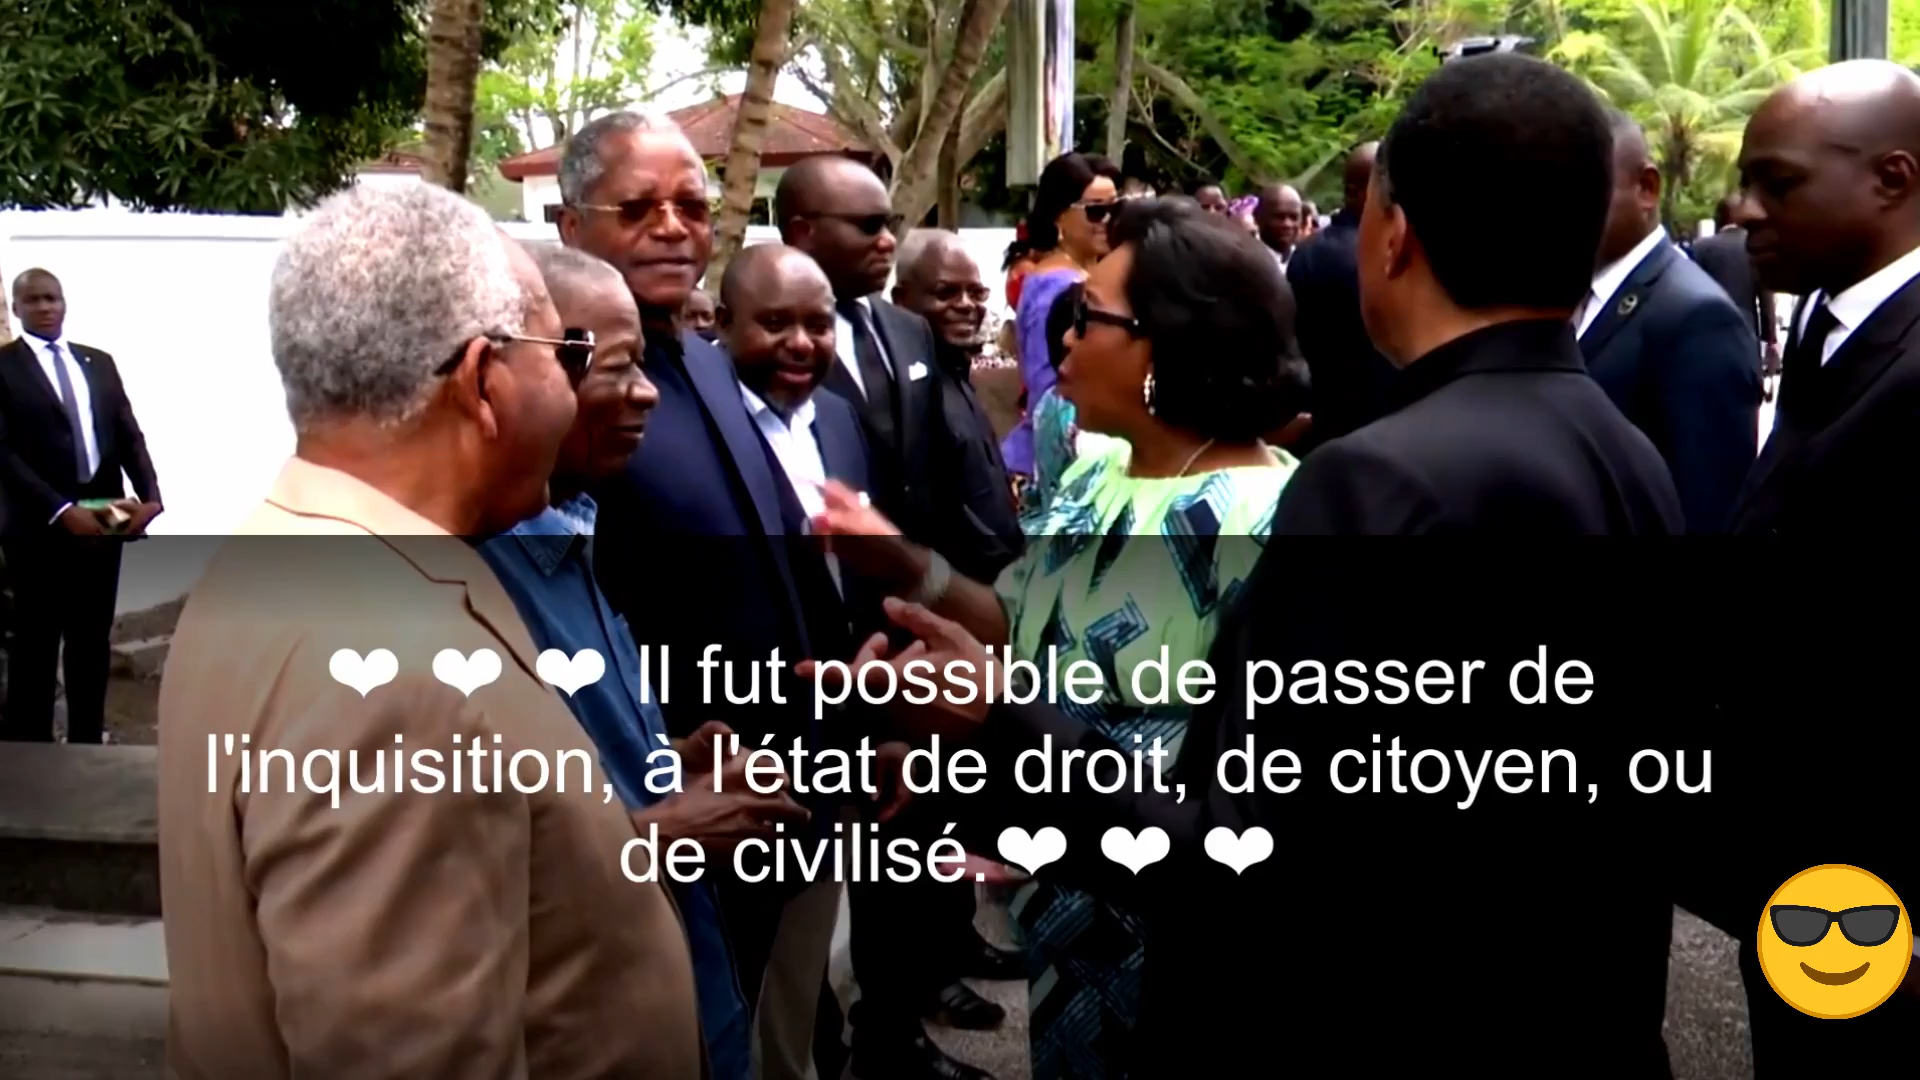 ❤ ❤ ❤ Il fut possible de passer de
l'inquisition, à l'état de droit, de citoyen, ou
de civilisé.❤ ❤ ❤